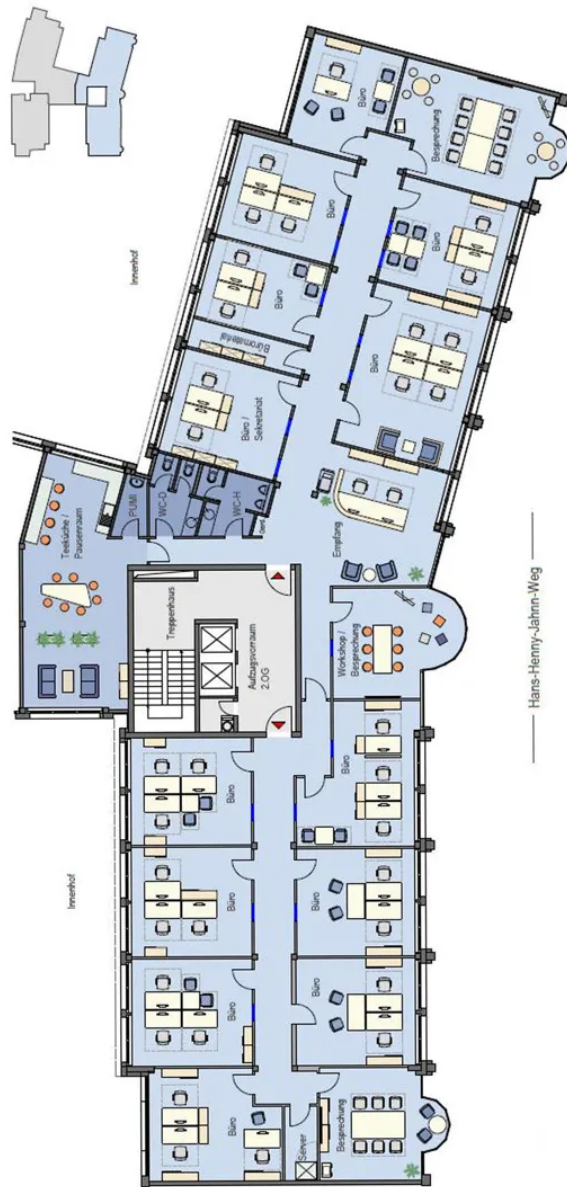 Innenhof
Büro
Besprechung
Büro
Büro
Büro
Büromaterial
Büro
Büro /
Sekretariat
Teeküche /
Pausenraum
PUMI
WC-D
WC-H
Empfang
Treppenhaus
Aufzugsvorraum
2.OG
Workshop /
Besprechung
Hans-Henny-Jahnn-Weg
Büro
Büro
Innenhof
Büro
Büro
Büro
Büro
Büro
Server
Besprechung